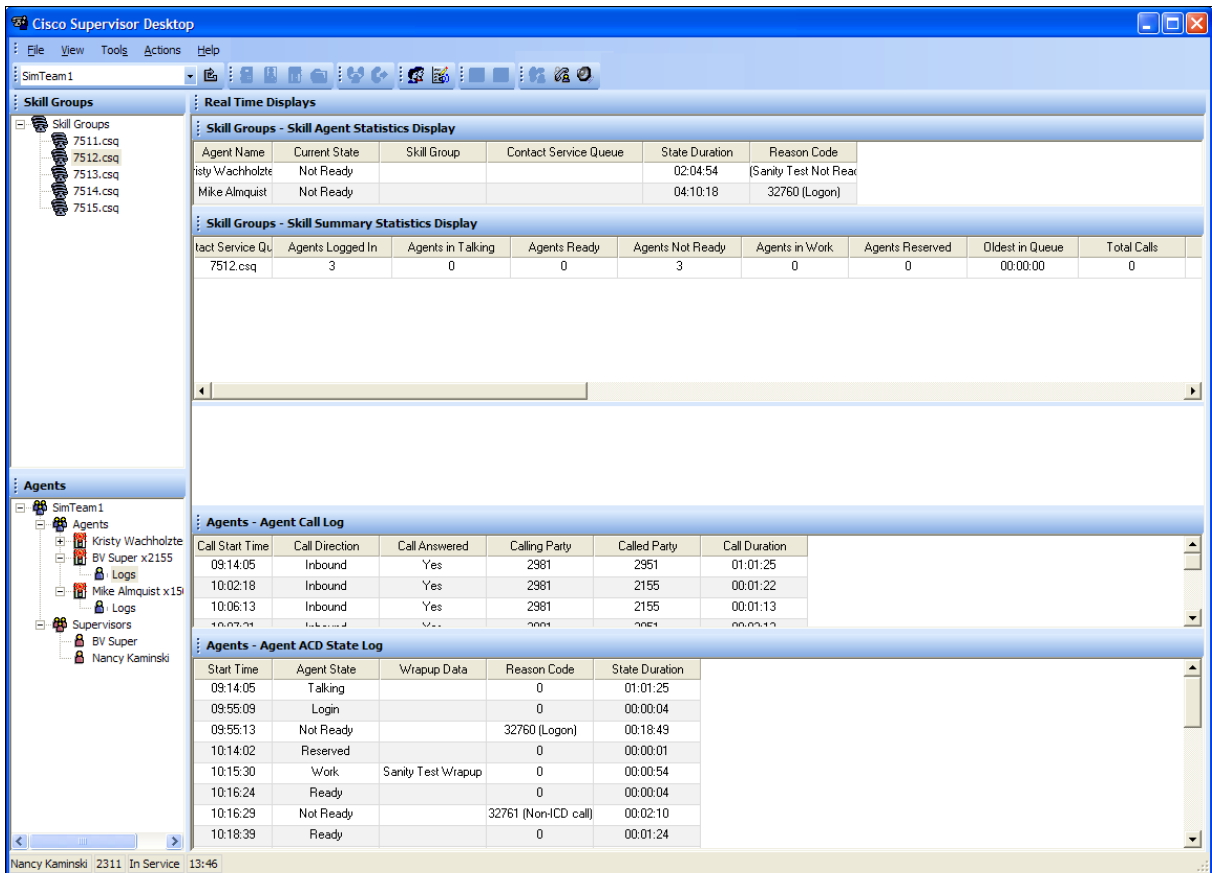 Cisco Supervisor Desktop
File View Tools Actions Help
SimTeam1
Skill Groups
Skill Groups
7511.csq
7512.csq
7513.csq
7514.csq
7515.csq
Real Time Displays
Skill Groups - Skill Agent Statistics Display
Agent Name Current State Skill Group Contact Service Queue State Duration Reason Code
risty Wachholzte Not Ready 02:04:54 (Sanity Test Not Read
Mike Almquist Not Ready 04:10:18 32760 (Logon)
Skill Groups - Skill Summary Statistics Display
tact Service Qu Agents Logged In Agents in Talking Agents Ready Agents Not Ready Agents in Work Agents Reserved Oldest in Queue Total Calls
7512.csq 3 0 0 3 0 0 00:00:00 0
Agents
SimTeam1
Agents
Kristy Wachholzte
BV Super x2155
Logs
Mike Almquist x150
Logs
Supervisors
BV Super
Nancy Kaminski
Agents - Agent Call Log
Call Start Time Call Direction Call Answered Calling Party Called Party Call Duration
09:14:05 Inbound Yes 2981 2951 01:01:25
10:02:18 Inbound Yes 2981 2155 00:01:22
10:06:13 Inbound Yes 2981 2155 00:01:13
Agents - Agent ACD State Log
Start Time Agent State Wrapup Data Reason Code State Duration
09:14:05 Talking 0 01:01:25
09:55:09 Login 0 00:00:04
09:55:13 Not Ready 32760 (Logon) 00:18:49
10:14:02 Reserved 0 00:00:01
10:15:30 Work Sanity Test Wrapup 0 00:00:54
10:16:24 Ready 0 00:00:04
10:16:29 Not Ready 32761 (Non-ICD call) 00:02:10
10:18:39 Ready 0 00:01:24
Nancy Kaminski 2311 In Service 13:46